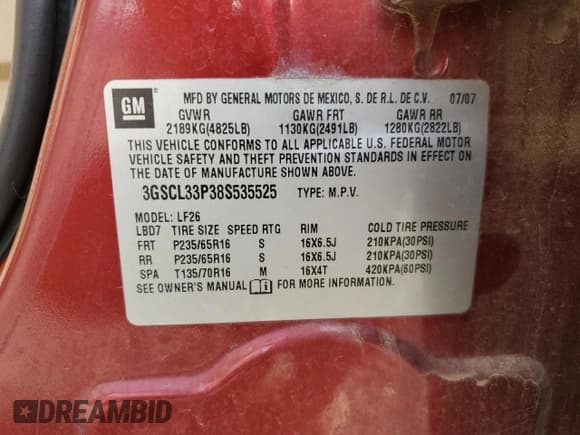 GM
MFD BY GENERAL MOTORS DE MEXICO, S. DE R.L. DE C.V. 07/07
GVWR GAWR FRT GAWR RR
2189KG(4825LB) 1130KG(2491LB) 1280KG(2822LB)
THIS VEHICLE CONFORMS TO ALL APPLICABLE U.S. FEDERAL MOTOR
VEHICLE SAFETY AND THEFT PREVENTION STANDARDS IN EFFECT ON
THE DATE OF MANUFACTURE SHOWN ABOVE.
3GSCL33P38S535525 TYPE: M.P.V.
MODEL: LF26
LBD7 TIRE SIZE SPEED RTG RIM COLD TIRE PRESSURE
FRT P235/65R16 S 16X6.5J 210KPA(30PSI)
RR P235/65R16 S 16X6.5J 210KPA(30PSI)
SPA T135/70R16 M 16X4T 420KPA(60PSI)
SEE OWNER'S MANUAL FOR MORE INFORMATION.
DREAMBID